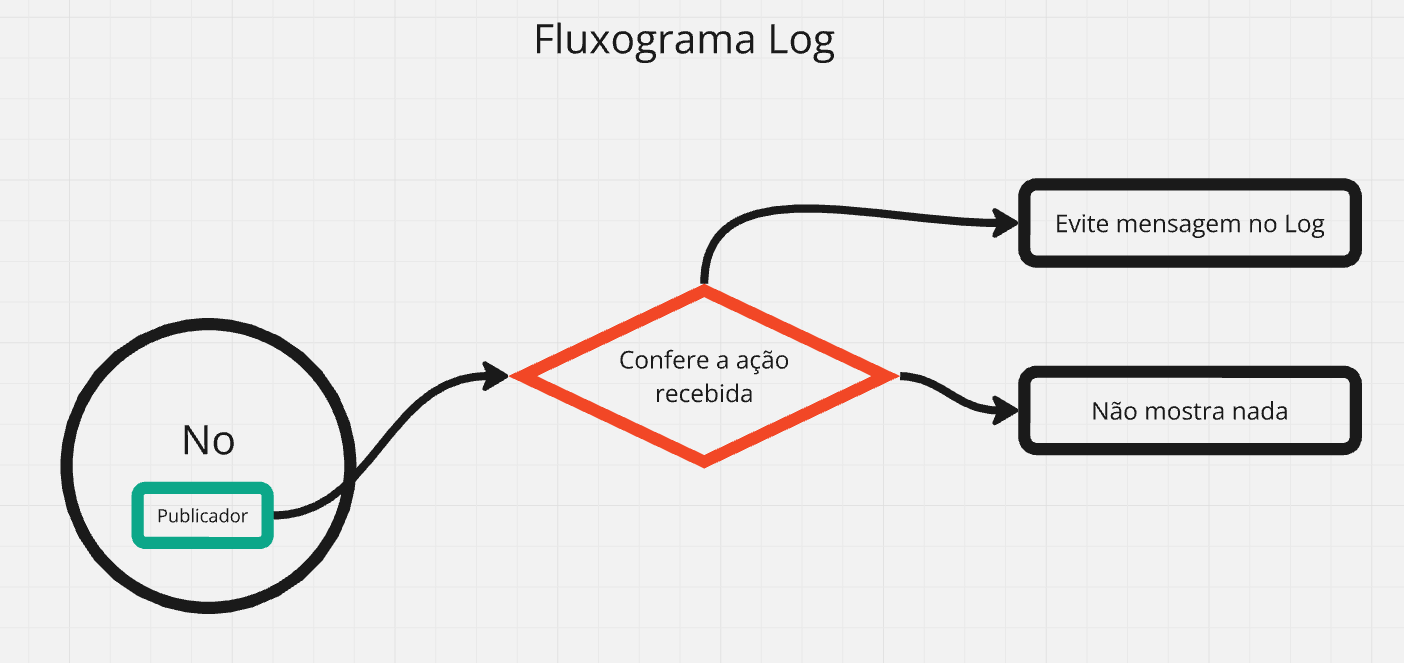 Fluxograma Log
Evite mensagem no Log
Confere a ação
recebida
Não mostra nada
No
Publicador